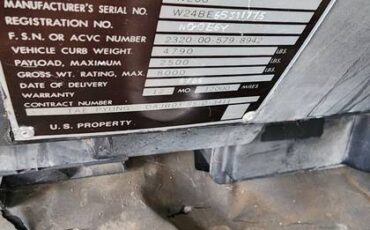 MANUFACTURER'S SERIAL NO.
REGISTRATION NO.
F.S.N. OR ACVC NUMBER 2320 00 579 8942
VEHICLE CURB WEIGHT 4790 LBS.
PAYLOAD, MAXIMUM 2500 LBS.
GROSS WT. RATING, MAX. 8000 LBS.
DATE OF DELIVERY
WARRANTY 12 MO. 12000 MILES
CONTRACT NUMBER
U.S. PROPERTY